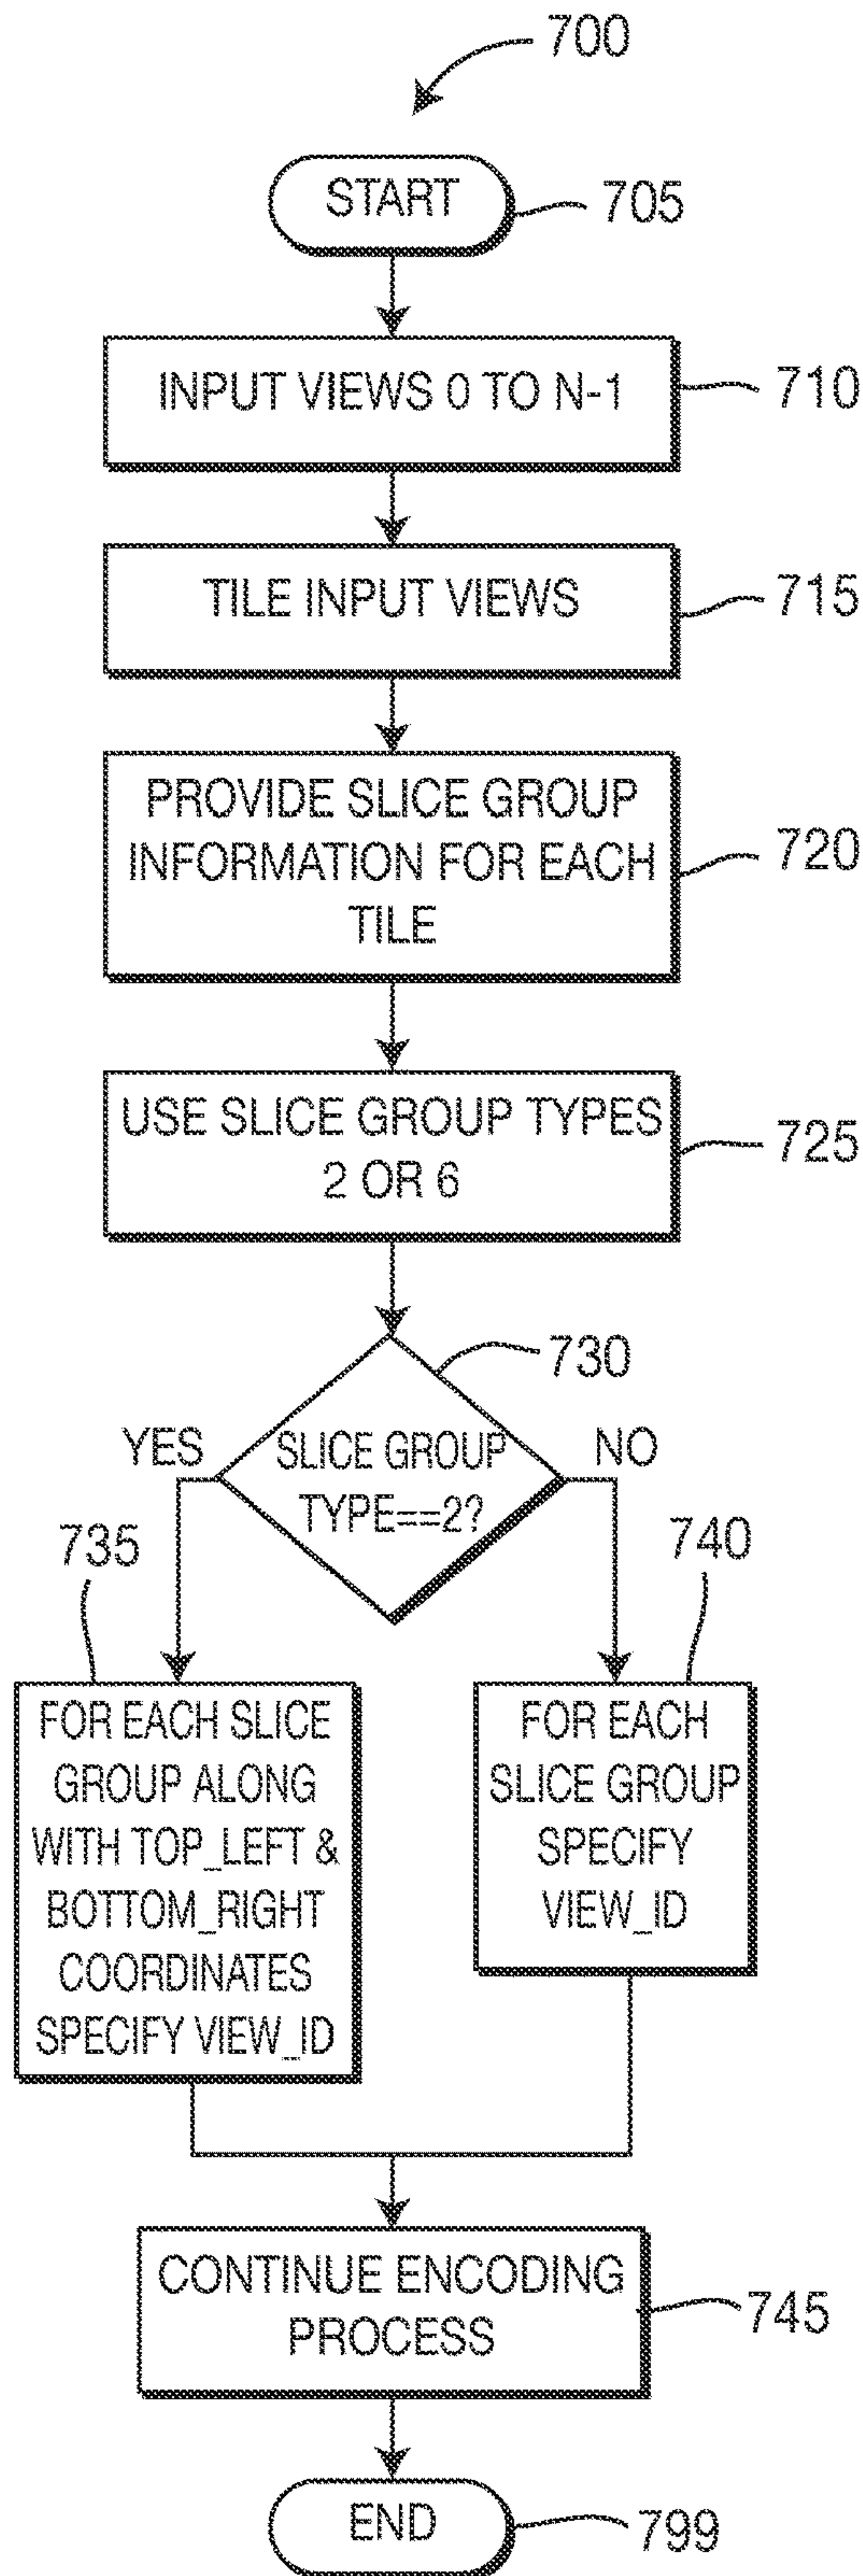 700
START
705
INPUT VIEWS 0 TO N-1
710
TILE INPUT VIEWS
715
PROVIDE SLICE GROUP
INFORMATION FOR EACH
TILE
720
USE SLICE GROUP TYPES
2 OR 6
725
730
YES
SLICE GROUP
TYPE==2?
NO
735
740
FOR EACH SLICE
GROUP ALONG
WITH TOP_LEFT &
BOTTOM_RIGHT
COORDINATES
SPECIFY VIEW_ID
FOR EACH
SLICE GROUP
SPECIFY
VIEW_ID
CONTINUE ENCODING
PROCESS
745
END
799